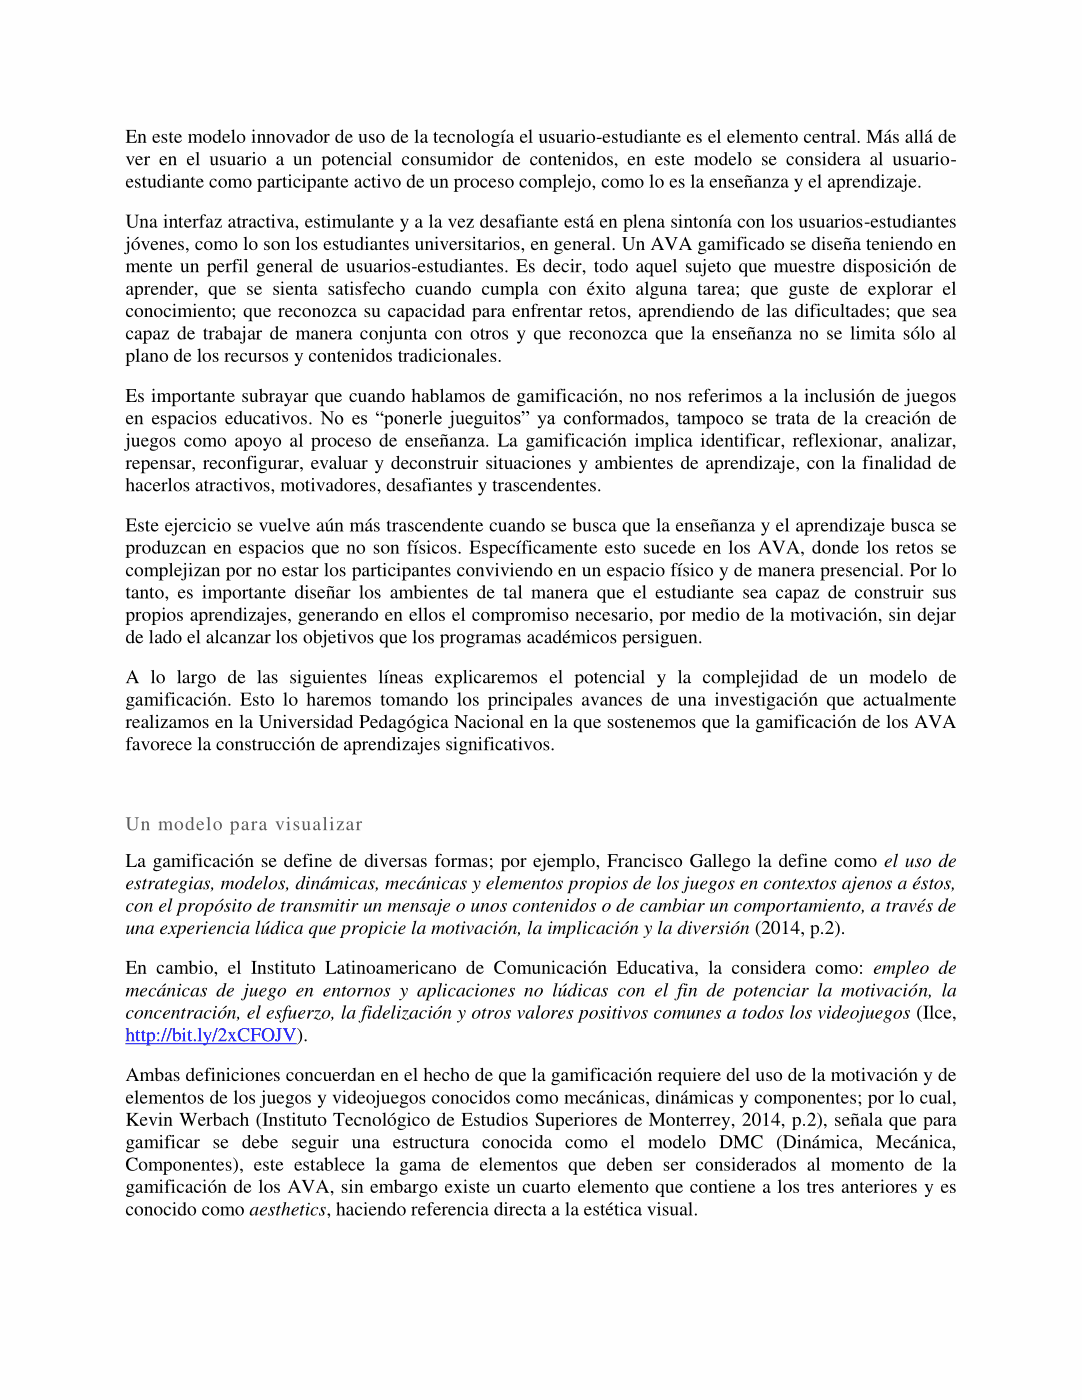 En este modelo innovador de uso de la tecnología el usuario-estudiante es el elemento central. Más allá de
ver en el usuario a un potencial consumidor de contenidos, en este modelo se considera al usuario-
estudiante como participante activo de un proceso complejo, como lo es la enseñanza y el aprendizaje.
Una interfaz atractiva, estimulante y a la vez desafiante está en plena sintonía con los usuarios-estudiantes
jóvenes, como lo son los estudiantes universitarios, en general. Un AVA gamificado se diseña teniendo en
mente un perfil general de usuarios-estudiantes. Es decir, todo aquel sujeto que muestre disposición de
aprender, que se sienta satisfecho cuando cumpla con éxito alguna tarea; que guste de explorar el
conocimiento; que reconozca su capacidad para enfrentar retos, aprendiendo de las dificultades; que sea
capaz de trabajar de manera conjunta con otros y que reconozca que la enseñanza no se limita sólo al
plano de los recursos y contenidos tradicionales.
Es importante subrayar que cuando hablamos de gamificación, no nos referimos a la inclusión de juegos
en espacios educativos. No es “ponerle jueguitos” ya conformados, tampoco se trata de la creación de
juegos como apoyo al proceso de enseñanza. La gamificación implica identificar, reflexionar, analizar,
repensar, reconfigurar, evaluar y deconstruir situaciones y ambientes de aprendizaje, con la finalidad de
hacerlos atractivos, motivadores, desafiantes y trascendentes.
Este ejercicio se vuelve aún más trascendente cuando se busca que la enseñanza y el aprendizaje busca se
produzcan en espacios que no son físicos. Específicamente esto sucede en los AVA, donde los retos se
complejizan por no estar los participantes conviviendo en un espacio físico y de manera presencial. Por lo
tanto, es importante diseñar los ambientes de tal manera que el estudiante sea capaz de construir sus
propios aprendizajes, generando en ellos el compromiso necesario, por medio de la motivación, sin dejar
de lado el alcanzar los objetivos que los programas académicos persiguen.
A lo largo de las siguientes líneas explicaremos el potencial y la complejidad de un modelo de
gamificación. Esto lo haremos tomando los principales avances de una investigación que actualmente
realizamos en la Universidad Pedagógica Nacional en la que sostenemos que la gamificación de los AVA
favorece la construcción de aprendizajes significativos.
Un modelo para visualizar
La gamificación se define de diversas formas; por ejemplo, Francisco Gallego la define como el uso de
estrategias, modelos, dinámicas, mecánicas y elementos propios de los juegos en contextos ajenos a éstos,
con el propósito de transmitir un mensaje o unos contenidos o de cambiar un comportamiento, a través de
una experiencia lúdica que propicie la motivación, la implicación y la diversión (2014, p.2).
En cambio, el Instituto Latinoamericano de Comunicación Educativa, la considera como: empleo de
mecánicas de juego en entornos y aplicaciones no lúdicas con el fin de potenciar la motivación, la
concentración, el esfuerzo, la fidelización y otros valores positivos comunes a todos los videojuegos (Ilce,
http://bit.ly/2xCFOJV).
Ambas definiciones concuerdan en el hecho de que la gamificación requiere del uso de la motivación y de
elementos de los juegos y videojuegos conocidos como mecánicas, dinámicas y componentes; por lo cual,
Kevin Werbach (Instituto Tecnológico de Estudios Superiores de Monterrey, 2014, p.2), señala que para
gamificar se debe seguir una estructura conocida como el modelo DMC (Dinámica, Mecánica,
Componentes), este establece la gama de elementos que deben ser considerados al momento de la
gamificación de los AVA, sin embargo existe un cuarto elemento que contiene a los tres anteriores y es
conocido como aesthetics, haciendo referencia directa a la estética visual.